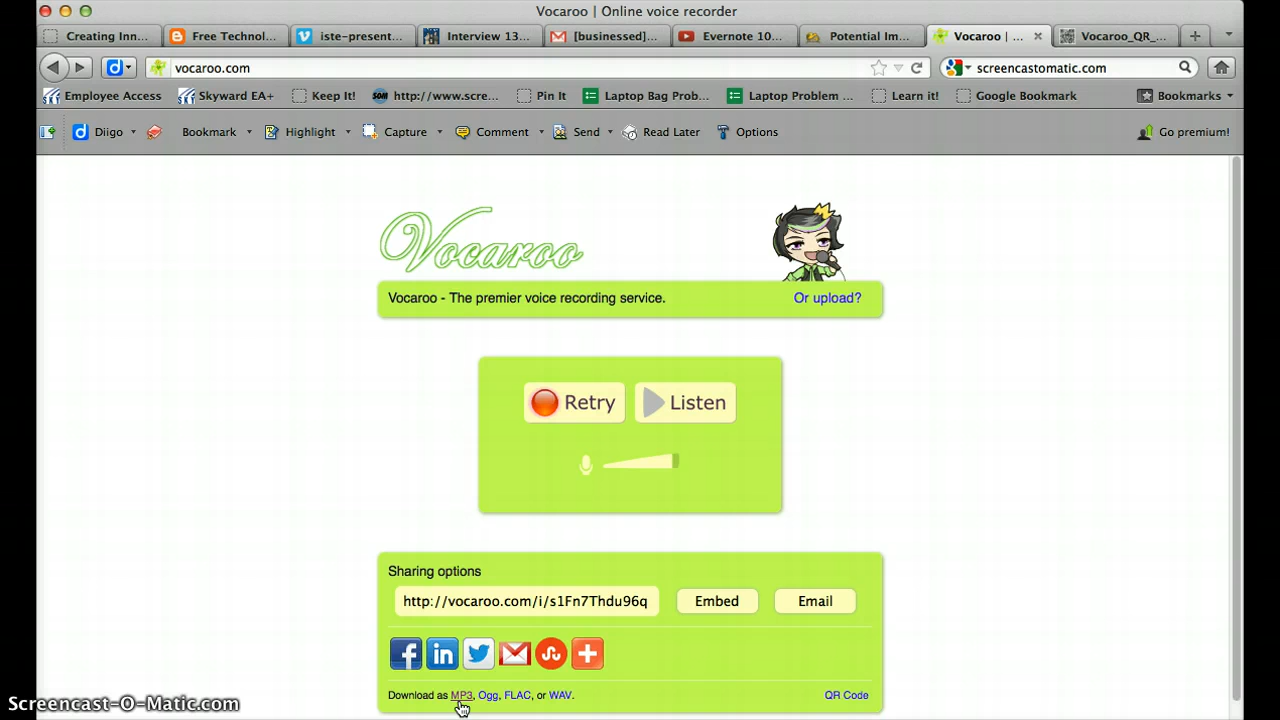 Vocaroo | Online voice recorder
Creating Inn... Free Technol... iste-present... Interview 13... [businessed]... Evernote 10... Potential Im... Vocaroo | ... Vocaroo_QR_...
vocaroo.com screencastomatic.com
Employee Access Skyward EA+ Keep It! http://www.scre... Pin It Laptop Bag Prob... Laptop Problem ... Learn it! Google Bookmark Bookmarks
d Diigo Bookmark Highlight Capture Comment Send Read Later Options Go premium!
Vocaroo
Vocaroo - The premier voice recording service. Or upload?
Retry Listen
Sharing options
http://vocaroo.com/i/s1Fn7Thdu96q Embed Email
Download as MP3, Ogg, FLAC, or WAV. QR Code
Screencast-O-Matic.com